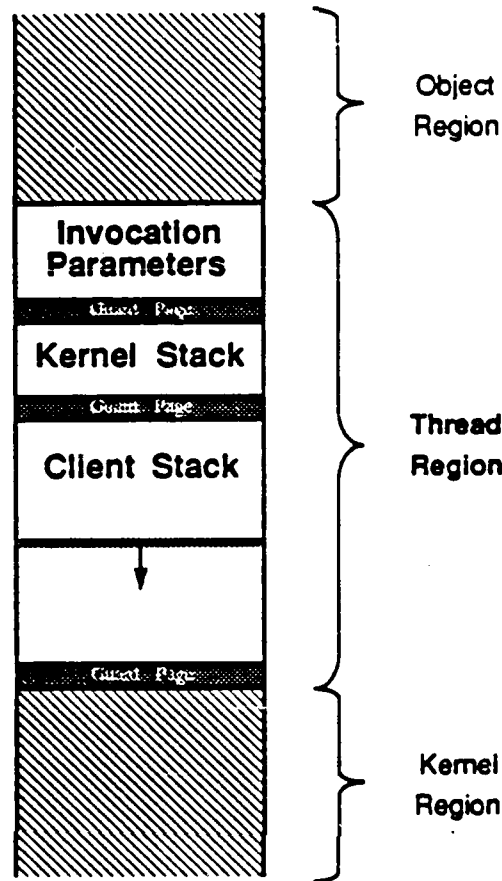 Object
Region
Invocation
Parameters
Guard Page
Kernel Stack
Guard Page
Client Stack
Thread
Region
Guard Page
Kernel
Region